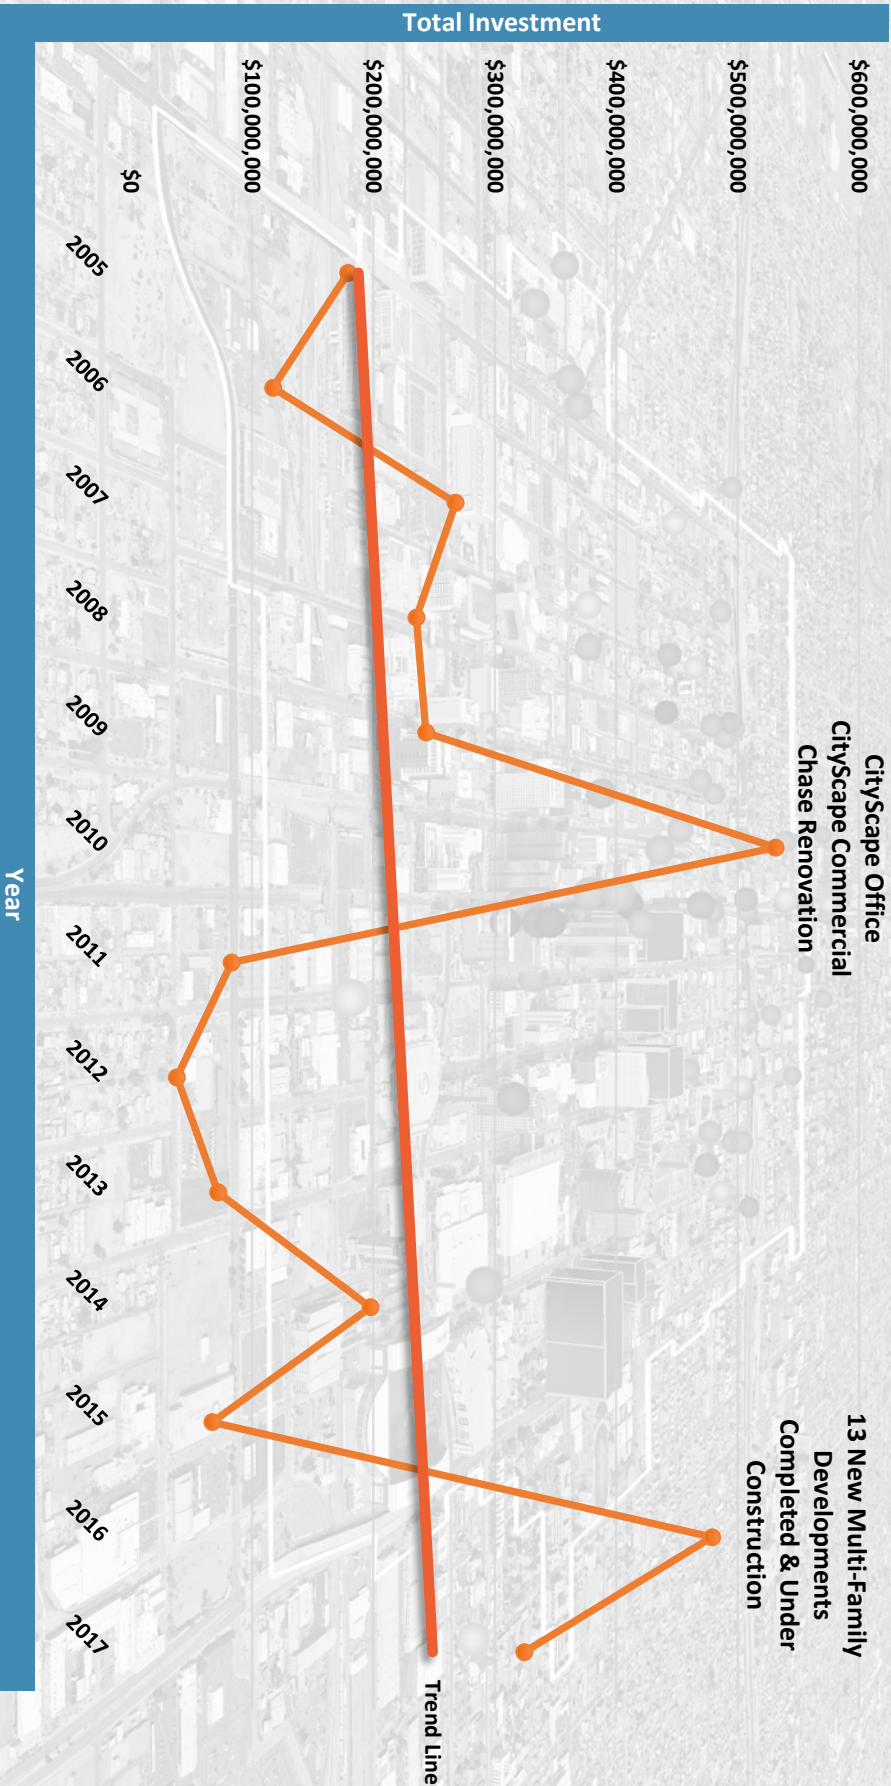 Total Investment
$600,000,000
$500,000,000
$400,000,000
$300,000,000
$200,000,000
$100,000,000
$0
CityScape Office
CityScape Commercial
Chase Renovation
13 New Multi-Family
Developments
Completed & Under
Construction
Trend Line
2005
2006
2007
2008
2009
2010
2011
2012
2013
2014
2015
2016
2017
Year